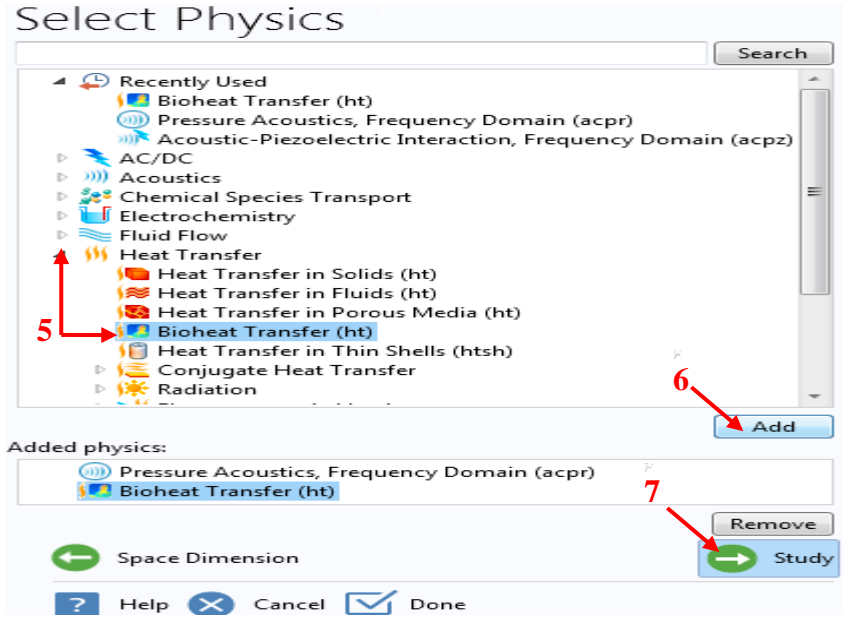 Select Physics
Search
Recently Used
Bioheat Transfer (ht)
Pressure Acoustics, Frequency Domain (acpr)
Acoustic-Piezoelectric Interaction, Frequency Domain (acpz)
AC/DC
Acoustics
Chemical Species Transport
Electrochemistry
Fluid Flow
Heat Transfer
Heat Transfer in Solids (ht)
Heat Transfer in Fluids (ht)
Heat Transfer in Porous Media (ht)
5 Bioheat Transfer (ht)
Heat Transfer in Thin Shells (htsh)
Conjugate Heat Transfer
6
Radiation
Add
Added physics:
Pressure Acoustics, Frequency Domain (acpr)
Bioheat Transfer (ht)
7
Remove
Space Dimension
Study
? Help Cancel Done